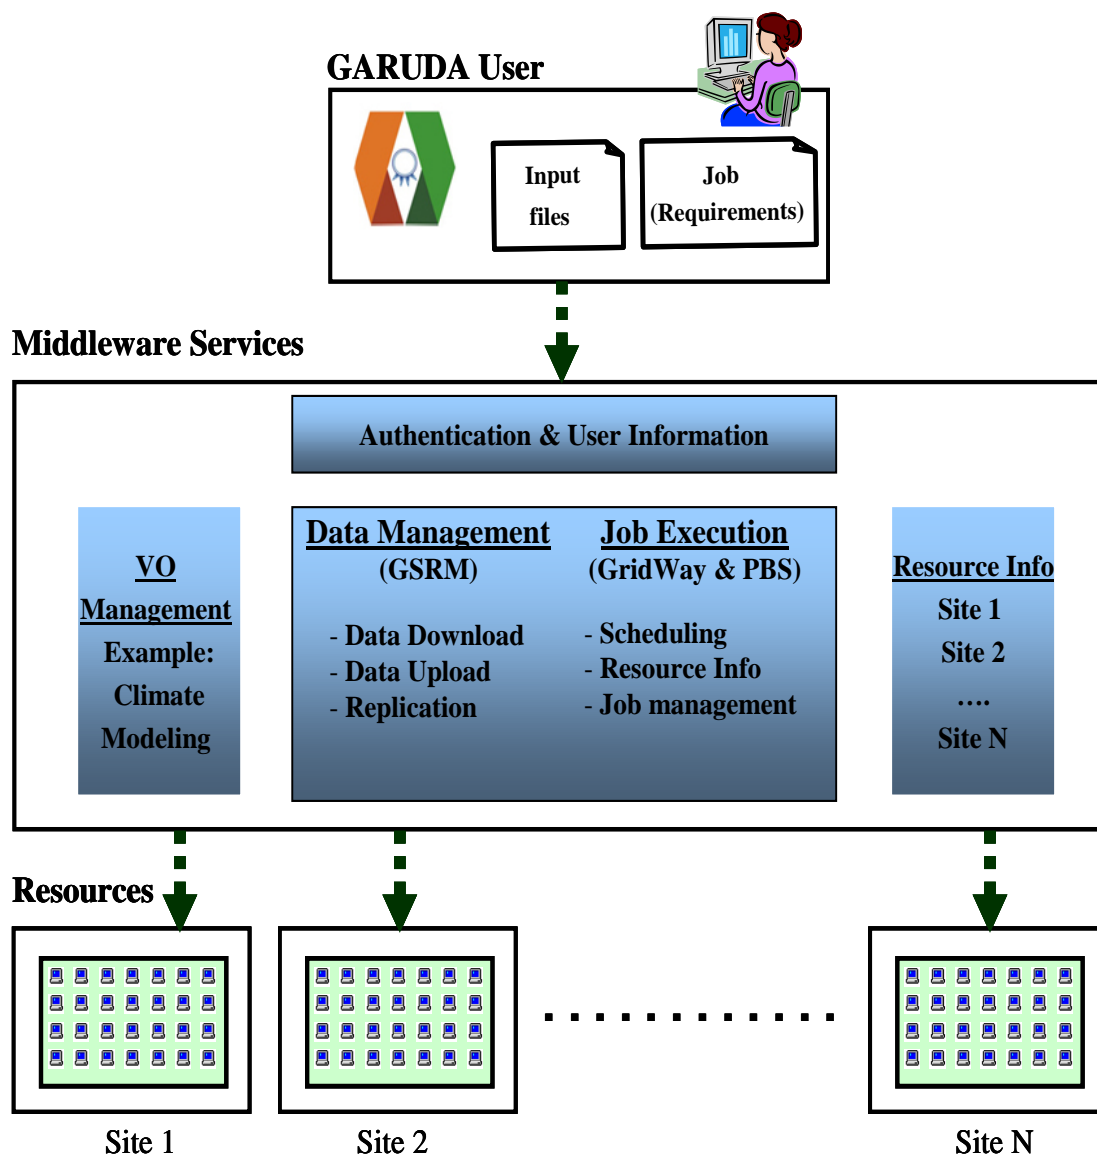 GARUDA User
Input
files
Job
(Requirements)
Middleware Services
Authentication & User Information
VO
Management
Example:
Climate
Modeling
Data Management
(GSRM)
- Data Download
- Data Upload
- Replication
Job Execution
(GridWay & PBS)
- Scheduling
- Resource Info
- Job management
Resource Info
Site 1
Site 2
....
Site N
Resources
Site 1
Site 2
Site N